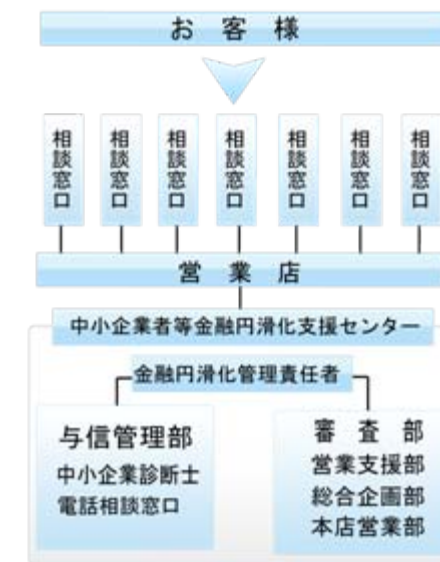 お客様
相談窓口
相談窓口
相談窓口
相談窓口
相談窓口
相談窓口
相談窓口
営業店
中小企業者等金融円滑化支援センター
金融円滑化管理責任者
与信管理部
中小企業診断士
電話相談窓口
審査部
営業支援部
総合企画部
本店営業部